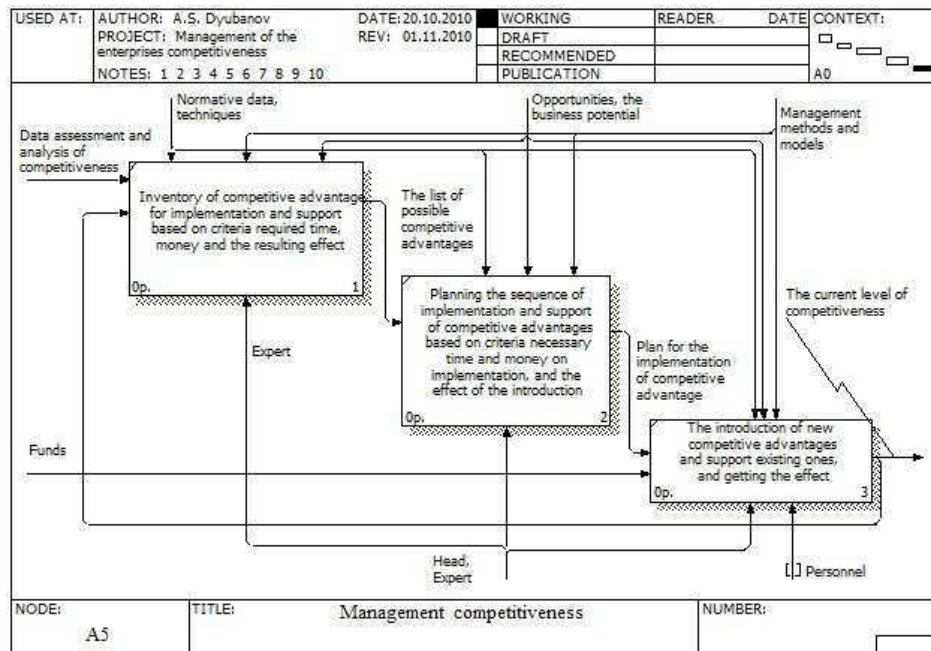 USED AT:
AUTHOR: A.S. Dyubanov
DATE: 20.10.2010
PROJECT: Management of the
enterprises competitiveness
REV: 01.11.2010
NOTES: 1 2 3 4 5 6 7 8 9 10
WORKING
DRAFT
RECOMMENDED
PUBLICATION
READER
DATE
CONTEXT:
A0
Normative data,
techniques
Opportunities, the
business potential
Management
methods and
models
Data assessment and
analysis of
competitiveness
Inventory of competitive advantage
for implementation and support
based on criteria required time,
money and the resulting effect
0p.
1
The list of
possible
competitive
advantages
Planning the sequence of
implementation and support
of competitive advantages
based on criteria necessary
time and money on
implementation, and the
effect of the introduction
0p.
2
The current level of
competitiveness
Expert
Plan for the
implementation
of competitive
advantage
The introduction of new
competitive advantages
and support existing ones,
and getting the effect
0p.
3
Funds
Head,
Expert
Personnel
NODE:
A5
TITLE:
Management competitiveness
NUMBER: